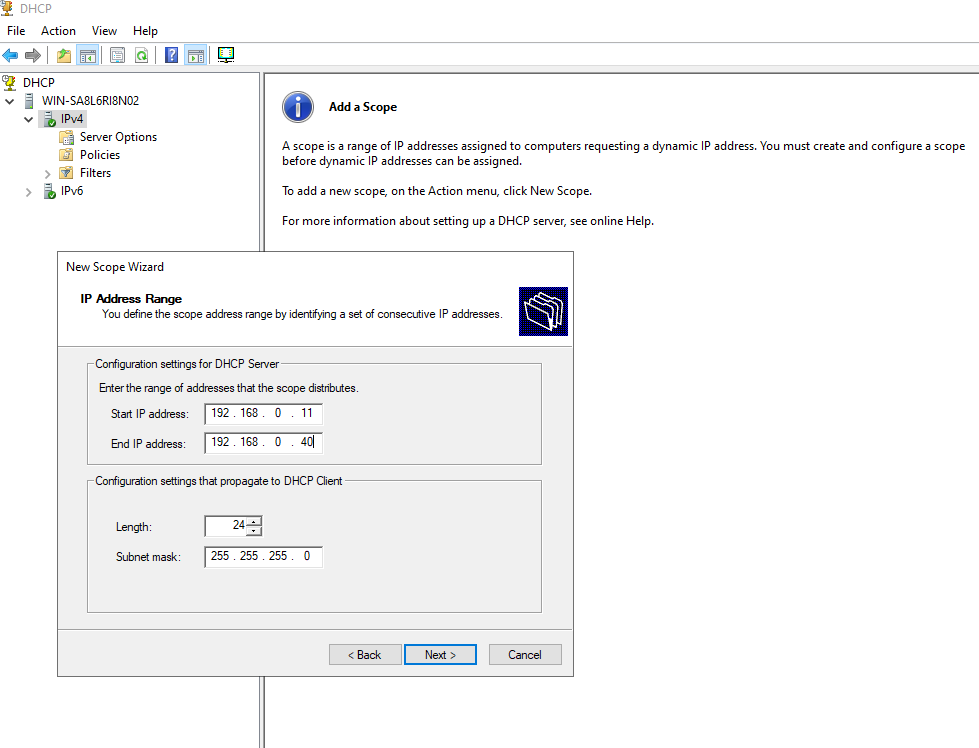 DHCP
File Action View Help
DHCP
WIN-SA8L6RI8N02
IPv4
Server Options
Policies
Filters
IPv6
Add a Scope
A scope is a range of IP addresses assigned to computers requesting a dynamic IP address. You must create and configure a scope
before dynamic IP addresses can be assigned.
To add a new scope, on the Action menu, click New Scope.
For more information about setting up a DHCP server, see online Help.
New Scope Wizard
IP Address Range
You define the scope address range by identifying a set of consecutive IP addresses.
Configuration settings for DHCP Server
Enter the range of addresses that the scope distributes.
Start IP address: 192 . 168 . 0 . 11
End IP address: 192 . 168 . 0 . 40
Configuration settings that propagate to DHCP Client
Length: 24
Subnet mask: 255 . 255 . 255 . 0
< Back Next > Cancel